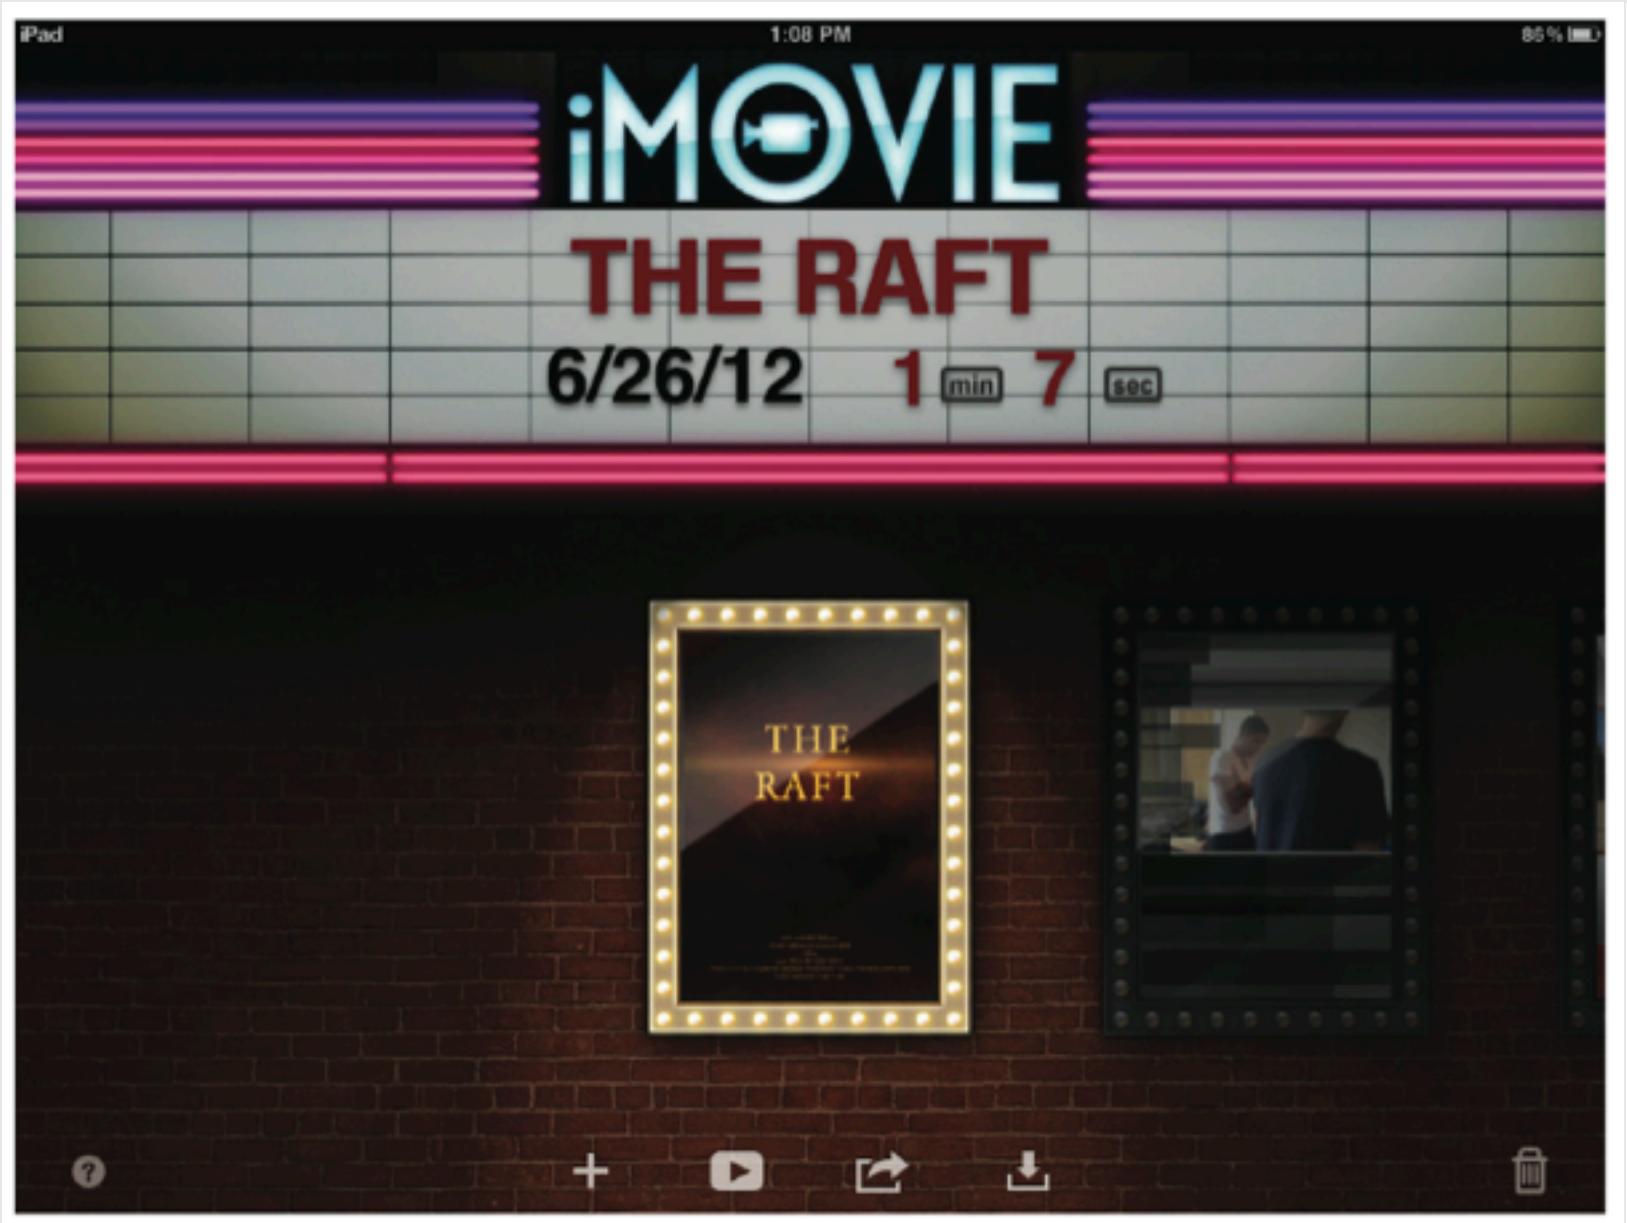 iPad 1:08 PM 86%
iMOVIE
THE RAFT
6/26/12 1 min 7 sec
THE
RAFT
?